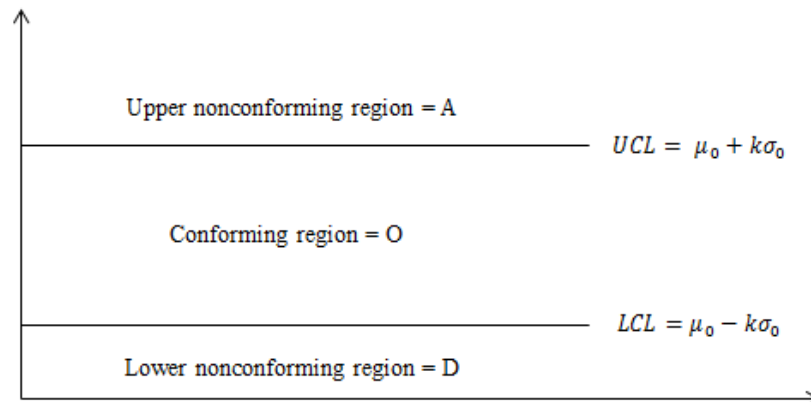 Upper nonconforming region = A
UCL = μ₀ + kσ₀
Conforming region = O
LCL = μ₀ − kσ₀
Lower nonconforming region = D